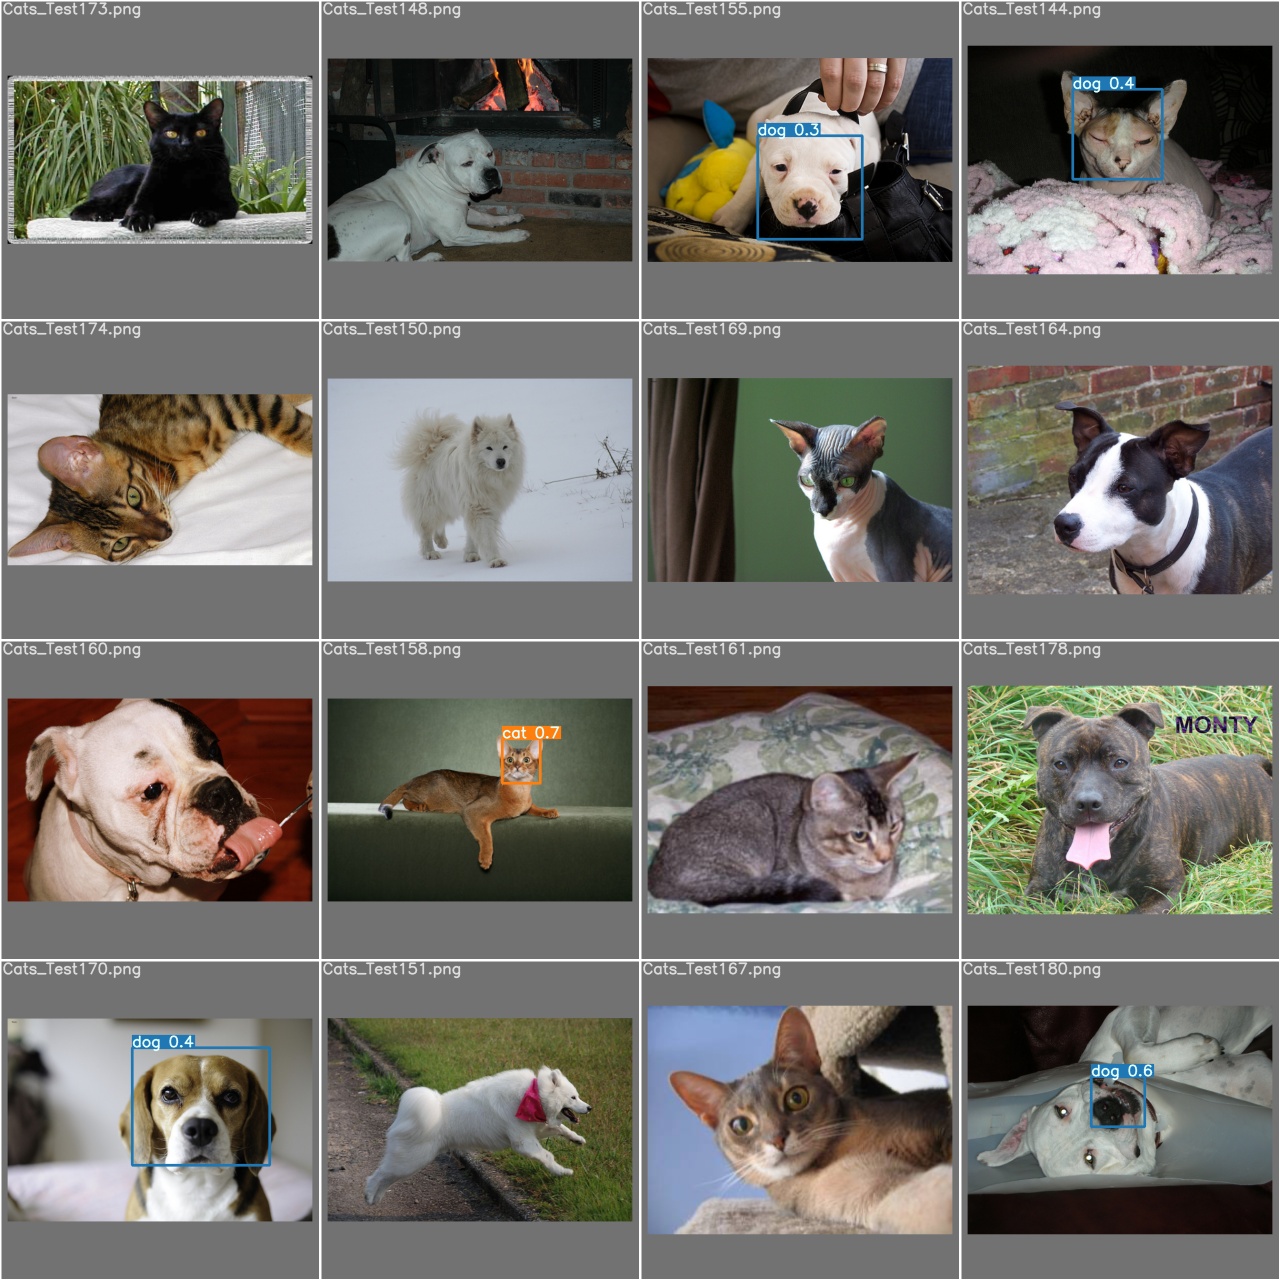 Cats_Test173.png
Cats_Test148.png
Cats_Test155.png
Cats_Test144.png
dog 0.3
dog 0.4
Cats_Test174.png
Cats_Test150.png
Cats_Test169.png
Cats_Test164.png
Cats_Test160.png
Cats_Test158.png
Cats_Test161.png
Cats_Test178.png
cat 0.7
MONTY
Cats_Test170.png
Cats_Test151.png
Cats_Test167.png
Cats_Test180.png
dog 0.4
dog 0.6